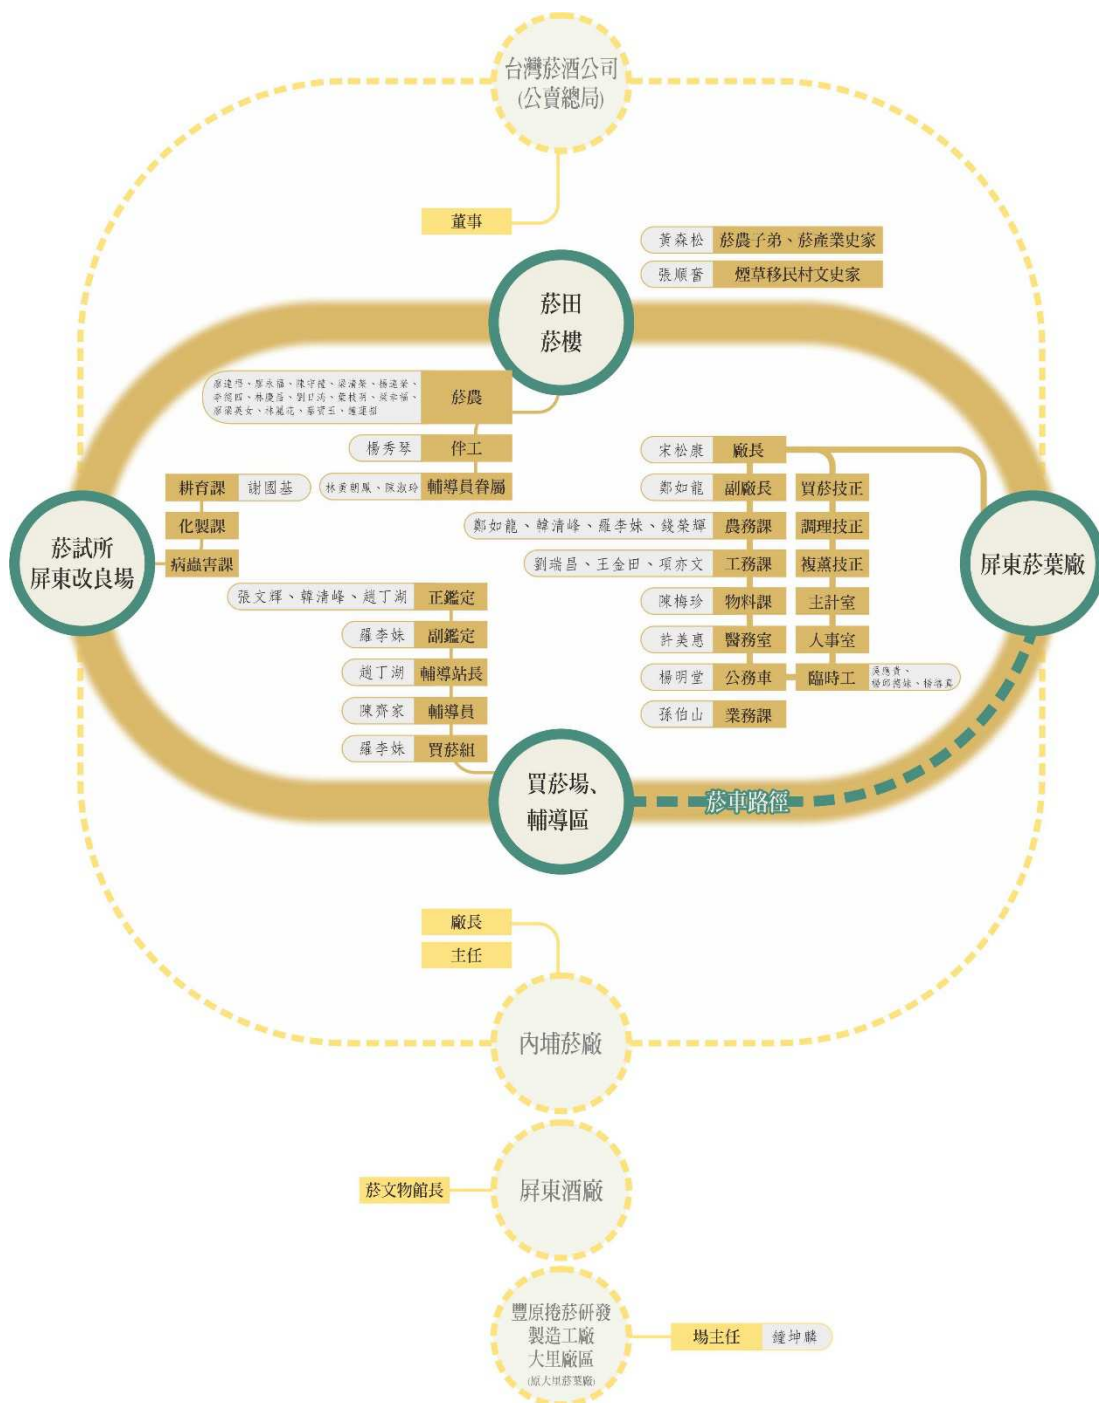 台灣菸酒公司
(公賣總局)
董事
黃森松 菸農子弟、菸產業史家
張順奮 煙草移民村文史家
菸田
菸樓
菸農
楊秀琴 伴工
林黃朝鳳、陳淑玲 輔導員眷屬
耕育課 謝國基
化製課
病蟲害課
菸試所
屏東改良場
宋松康 廠長
鄭如龍 副廠長
鄭如龍、韓清峰、羅李妹、錢榮輝 農務課
劉瑞昌、王金田、項亦文 工務課
陳梅珍 物料課
許美惠 醫務室
楊明堂 公務車
孫伯山 業務課
買菸技正
調理技正
複薰技正
主計室
人事室
臨時工
屏東菸葉廠
張文輝、韓清峰、趙丁湖 正鑑定
羅李妹 副鑑定
趙丁湖 輔導站長
陳齊家 輔導員
羅李妹 買菸組
買菸場、
輔導區
菸車路徑
廠長
主任
內埔菸廠
菸文物館長
屏東酒廠
豐原捲菸研發
製造工廠
大里廠區
(原大里菸葉廠)
場主任 鐘坤麟